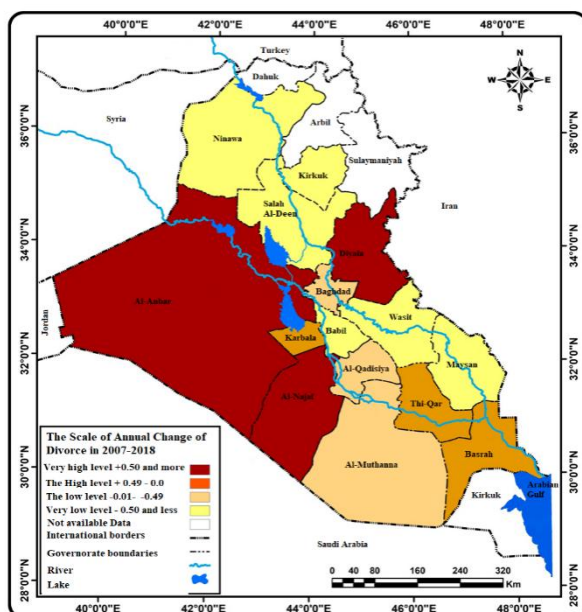 40°0'0"E
42°0'0"E
44°0'0"E
46°0'0"E
48°0'0"E
Turkey
Dahuk
N
W E
S
Syria
Arbil
Ninawa
Sulaymaniyah
Kirkuk
Iran
Salah
Al-Deen
Diyala
Baghdad
Al-Anbar
Jordan
Wasit
Babil
Karbala
Maysan
Al-Qadisiya
Al-Najaf
Thi-Qar
Basrah
Al-Muthanna
Kirkuk
Arabian
Gulf
Saudi Arabia
The Scale of Annual Change of
Divorce in 2007-2018
Very high level +0.50 and more
The High level + 0.49 - 0.0
The low level -0.01- -0.49
Very low level - 0.50 and less
Not available Data
International borders
Governorate boundaries
River
Lake
0 40 80 160 240 320
Km
36°0'0"N
34°0'0"N
32°0'0"N
30°0'0"N
28°0'0"N
36°0'0"N
34°0'0"N
32°0'0"N
30°0'0"N
28°0'0"N
40°0'0"E
42°0'0"E
44°0'0"E
46°0'0"E
48°0'0"E